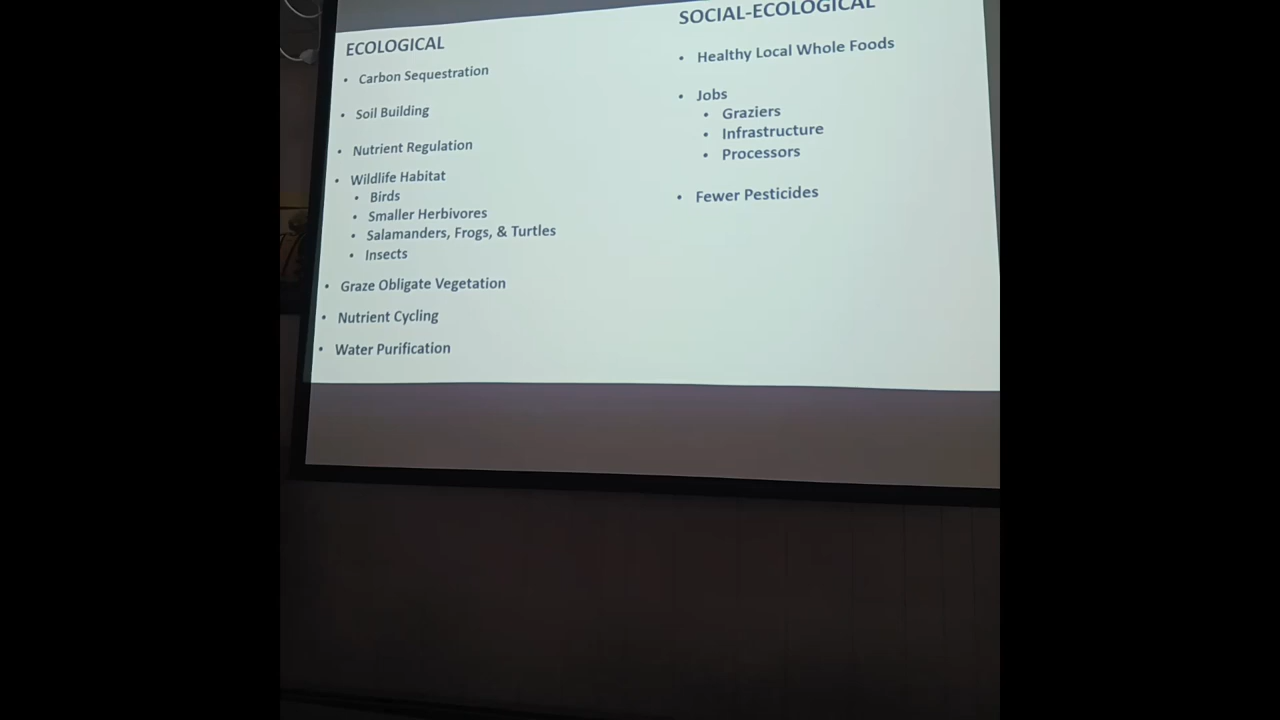 ECOLOGICAL
• Carbon Sequestration
• Soil Building
• Nutrient Regulation
• Wildlife Habitat
• Birds
• Smaller Herbivores
• Salamanders, Frogs, & Turtles
• Insects
• Graze Obligate Vegetation
• Nutrient Cycling
• Water Purification
SOCIAL-ECOLOGICAL
• Healthy Local Whole Foods
• Jobs
• Graziers
• Infrastructure
• Processors
• Fewer Pesticides